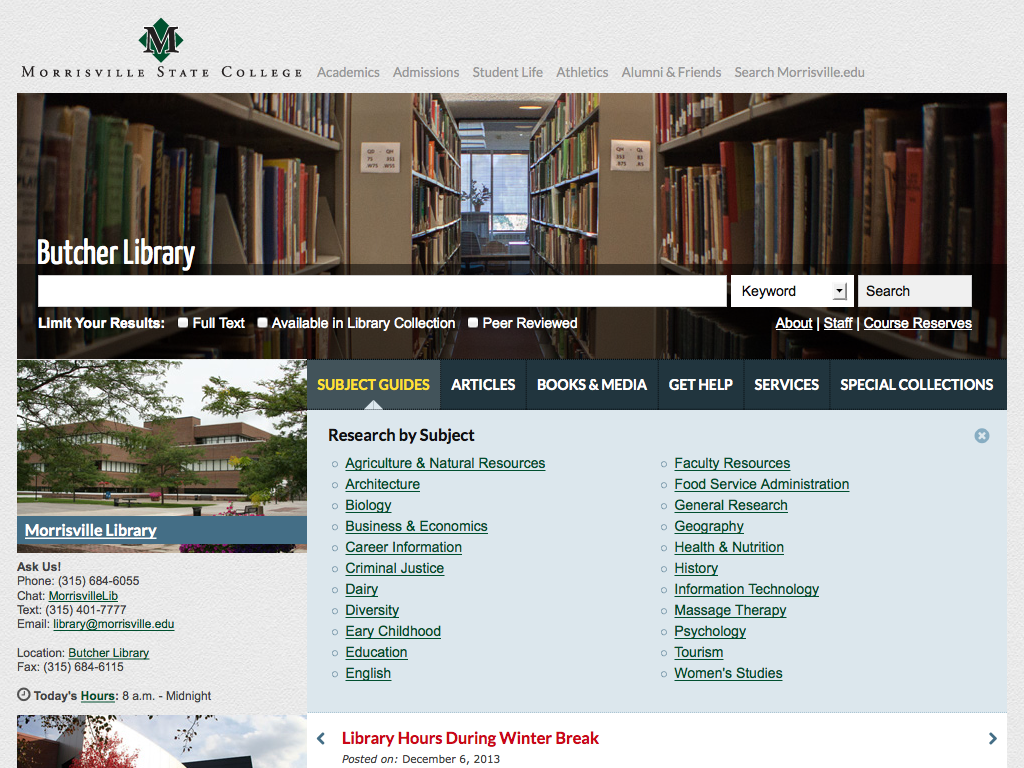 M
MORRISVILLE STATE COLLEGE Academics Admissions Student Life Athletics Alumni & Friends Search Morrisville.edu
Butcher Library
Keyword Search
Limit Your Results: Full Text Available in Library Collection Peer Reviewed About | Staff | Course Reserves
SUBJECT GUIDES ARTICLES BOOKS & MEDIA GET HELP SERVICES SPECIAL COLLECTIONS
Morrisville Library
Ask Us!
Phone: (315) 684-6055
Chat: MorrisvilleLib
Text: (315) 401-7777
Email: library@morrisville.edu
Location: Butcher Library
Fax: (315) 684-6115
Today's Hours: 8 a.m. - Midnight
Research by Subject
Agriculture & Natural Resources
Architecture
Biology
Business & Economics
Career Information
Criminal Justice
Dairy
Diversity
Eary Childhood
Education
English
Faculty Resources
Food Service Administration
General Research
Geography
Health & Nutrition
History
Information Technology
Massage Therapy
Psychology
Tourism
Women's Studies
Library Hours During Winter Break
Posted on: December 6, 2013